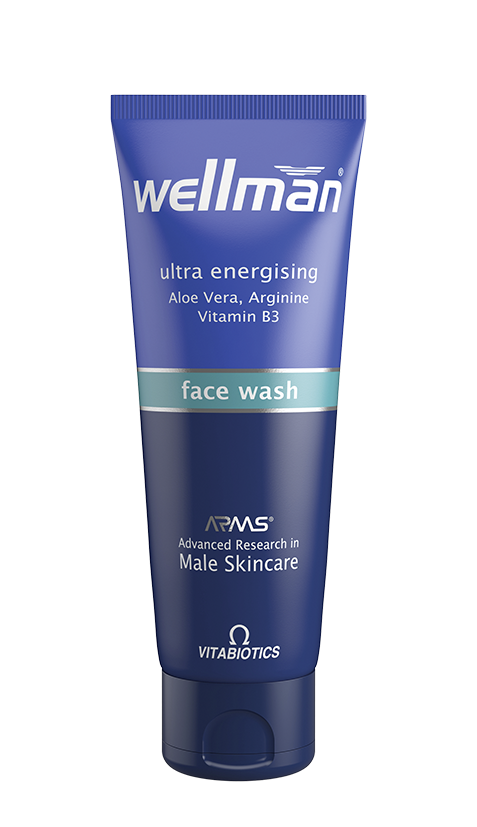 wellman®
ultra energising
Aloe Vera, Arginine
Vitamin B3
face wash
ARMS®
Advanced Research in
Male Skincare
VITABIOTICS